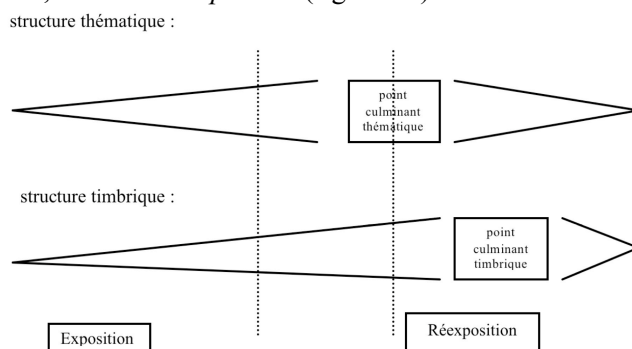 structure thématique :
point
culminant
thématique
structure timbrique :
point
culminant
timbrique
Exposition
Réexposition